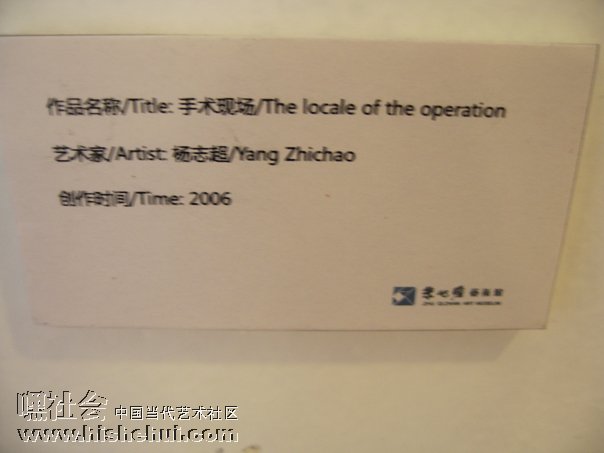 作品名称/Title: 手术现场/The locale of the operation
艺术家/Artist: 杨志超/Yang Zhichao
创作时间/Time: 2006
嘿社会 中国当代艺术社区
www.hishehui.com